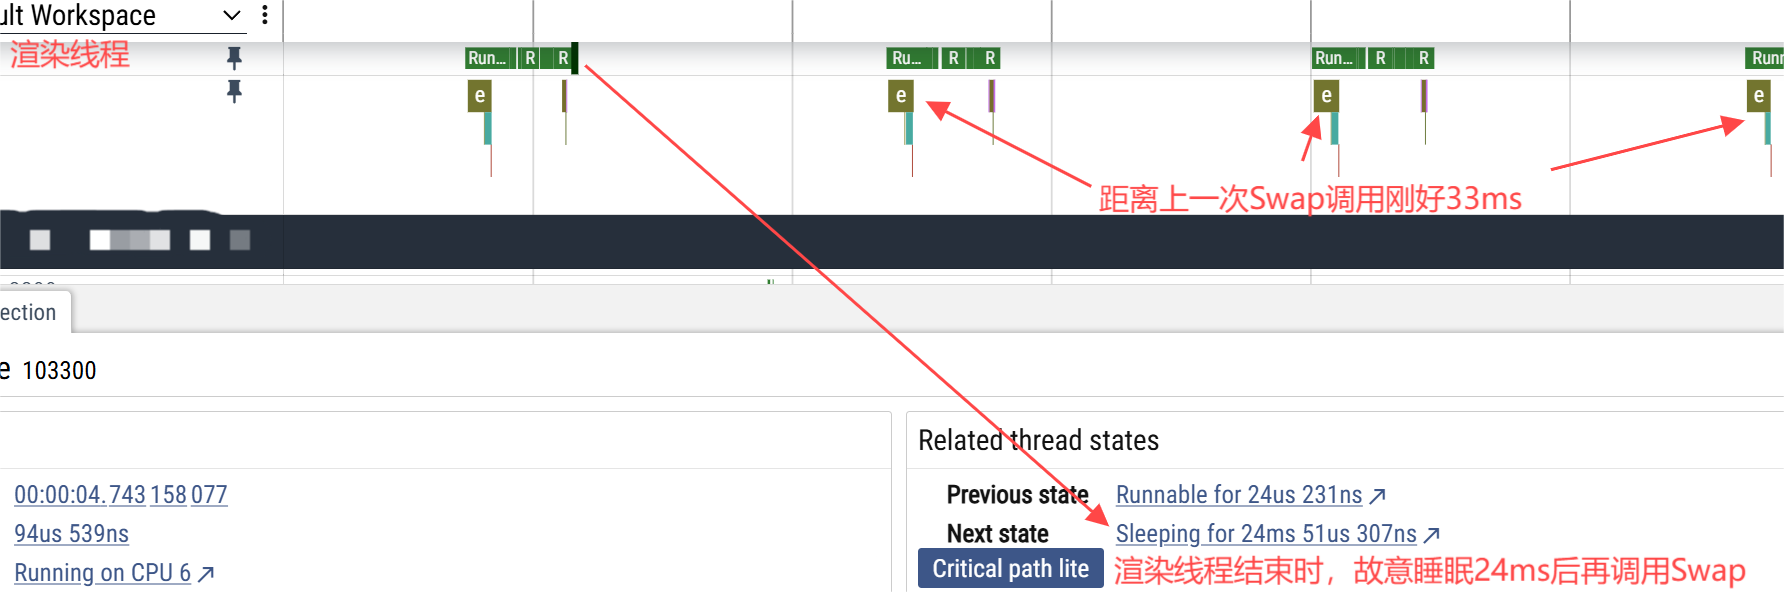 ult Workspace
渲染线程
Run... R R
Ru... R R
Run... R R
Runn
e
e
e
e
距离上一次Swap调用刚好33ms
ection
e 103300
Related thread states
00:00:04.743 158 077
Previous state Runnable for 24us 231ns
94us 539ns
Next state Sleeping for 24ms 51us 307ns
Running on CPU 6
Critical path lite
渲染线程结束时，故意睡眠24ms后再调用Swap